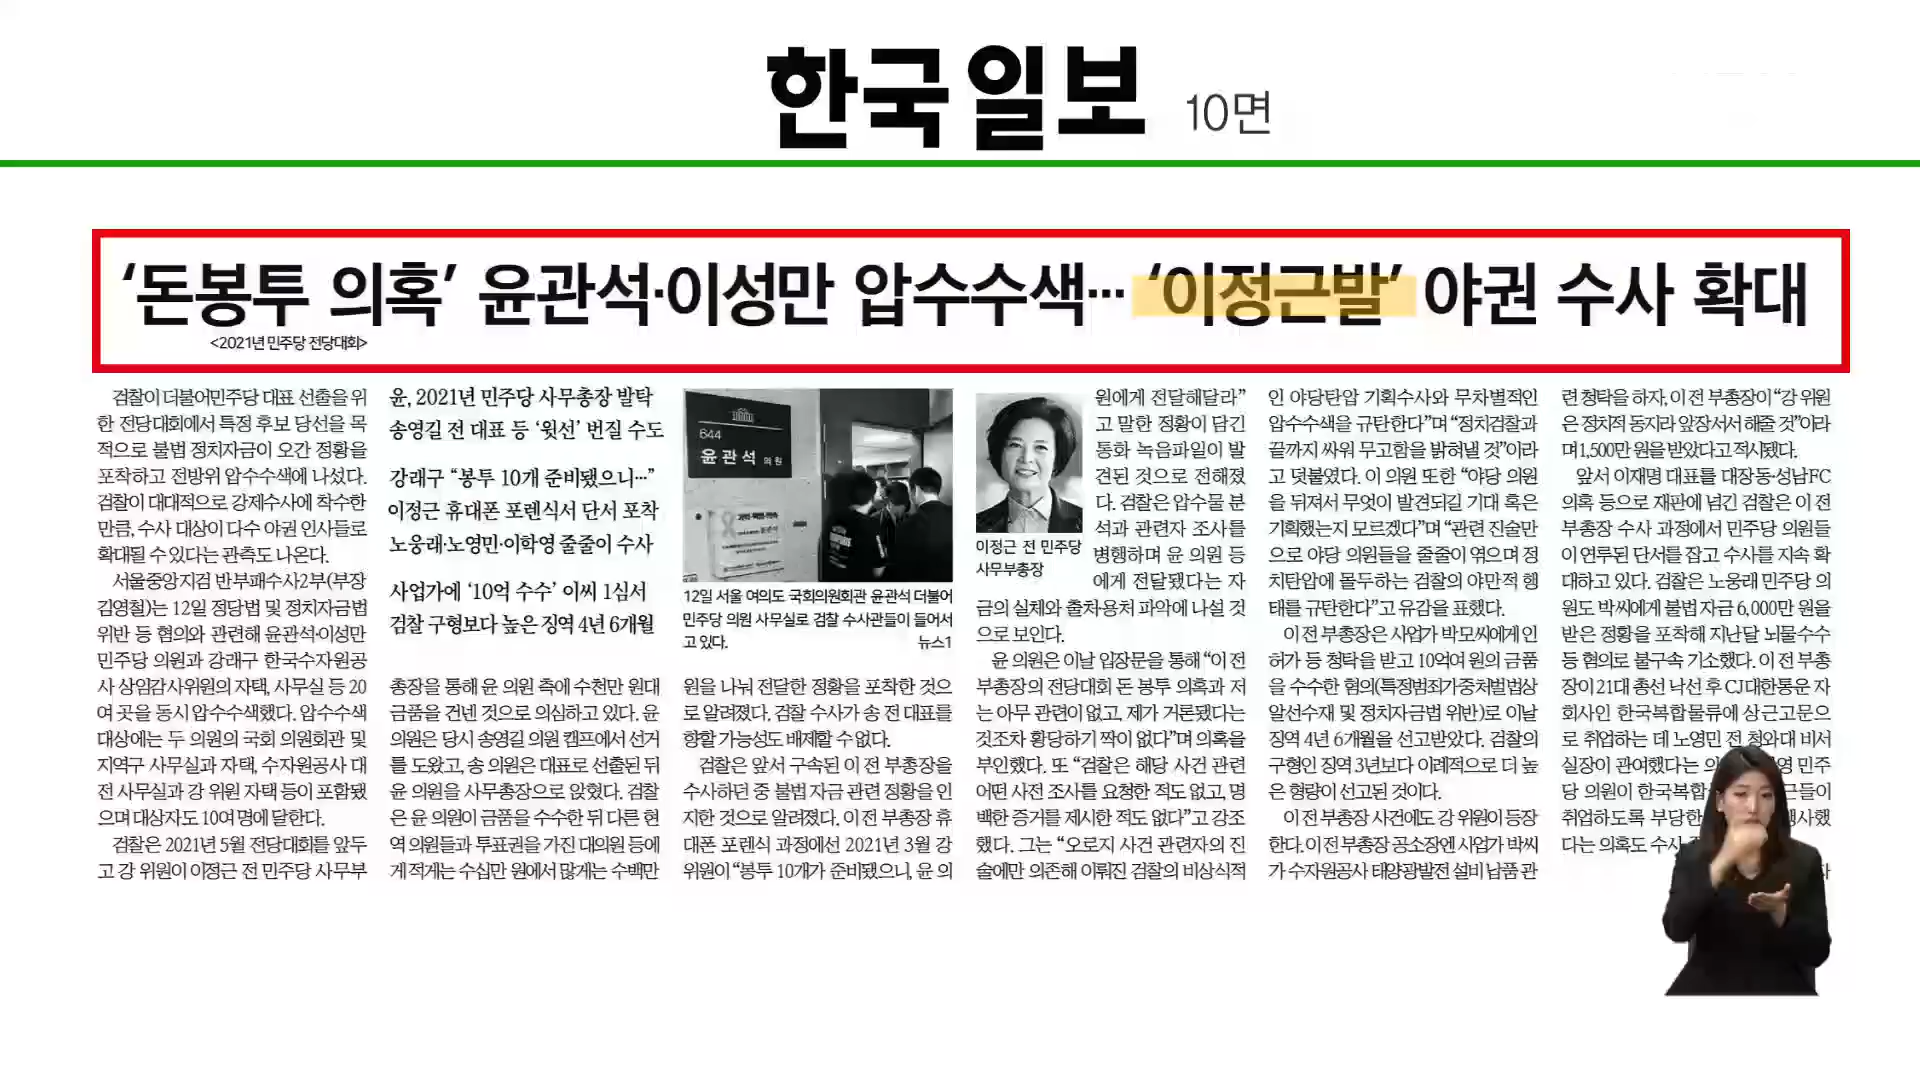 한국일보 10면
‘돈봉투 의혹’ 윤관석·이성만 압수수색… ‘이정근발’ 야권 수사 확대
<2021년 민주당 전당대회>
검찰이 더불어민주당 대표 선출을 위
한 전당대회에서 특정 후보 당선을 목
적으로 불법 정치자금이 오간 정황을
포착하고 전방위 압수수색에 나섰다.
검찰이 대대적으로 강제수사에 착수한
만큼, 수사 대상이 다수 야권 인사들로
확대될 수 있다는 관측도 나온다.
서울중앙지검 반부패수사2부(부장
김영철)는 12일 정당법 및 정치자금법
위반 등 혐의와 관련해 윤관석·이성만
민주당 의원과 강래구 한국수자원공
사 상임감사위원의 자택, 사무실 등 20
여 곳을 동시 압수수색했다. 압수수색
대상에는 두 의원의 국회 의원회관 및
지역구 사무실과 자택, 수자원공사 대
전 사무실과 강 위원 자택 등이 포함됐
으며 대상자도 10여 명에 달한다.
검찰은 2021년 5월 전당대회를 앞두
고 강 위원이 이정근 전 민주당 사무부
윤, 2021년 민주당 사무총장 발탁
송영길 전 대표 등 ‘윗선’ 번질 수도
강래구 “봉투 10개 준비됐으니…”
이정근 휴대폰 포렌식서 단서 포착
노웅래·노영민·이학영 줄줄이 수사
사업가에 ‘10억 수수’ 이씨 1심서
검찰 구형보다 높은 징역 4년 6개월
총장을 통해 윤 의원 측에 수천만 원대
금품을 건넨 것으로 의심하고 있다. 윤
의원은 당시 송영길 의원 캠프에서 선거
를 도왔고, 송 의원은 대표로 선출된 뒤
윤 의원을 사무총장으로 앉혔다. 검찰
은 윤 의원이 금품을 수수한 뒤 다른 현
역 의원들과 투표권을 가진 대의원 등에
게 적게는 수십만 원에서 많게는 수백만
644
윤관석 의원
12일 서울 여의도 국회의원회관 윤관석 더불어
민주당 의원 사무실로 검찰 수사관들이 들어서
고 있다. 뉴스1
원을 나눠 전달한 정황을 포착한 것으
로 알려졌다. 검찰 수사가 송 전 대표를
향할 가능성도 배제할 수 없다.
검찰은 앞서 구속된 이 전 부총장을
수사하던 중 불법 자금 관련 정황을 인
지한 것으로 알려졌다. 이 전 부총장 휴
대폰 포렌식 과정에선 2021년 3월 강
위원이 “봉투 10개가 준비됐으니, 윤 의
이정근 전 민주당
사무부총장
원에게 전달해달라”
고 말한 정황이 담긴
통화 녹음파일이 발
견된 것으로 전해졌
다. 검찰은 압수물 분
석과 관련자 조사를
병행하며 윤 의원 등
에게 전달됐다는 자
금의 실체와 출차·용처 파악에 나설 것
으로 보인다.
윤 의원은 이날 입장문을 통해 “이 전
부총장의 전당대회 돈 봉투 의혹과 저
는 아무 관련이 없고, 제가 거론됐다는
것조차 황당하기 짝이 없다”며 의혹을
부인했다. 또 “검찰은 해당 사건 관련
어떤 사전 조사를 요청한 적도 없고, 명
백한 증거를 제시한 적도 없다”고 강조
했다. 그는 “오로지 사건 관련자의 진
술에만 의존해 이뤄진 검찰의 비상식적
인 야당탄압 기획수사와 무차별적인
압수수색을 규탄한다”며 “정치검찰과
끝까지 싸워 무고함을 밝혀낼 것”이라
고 덧붙였다. 이 의원 또한 “야당 의원
을 뒤져서 무엇이 발견되길 기대 혹은
기획했는지 모르겠다”며 “관련 진술만
으로 야당 의원들을 줄줄이 엮으며 정
치탄압에 몰두하는 검찰의 야만적 행
태를 규탄한다”고 유감을 표했다.
이 전 부총장은 사업가 박모씨에게 인
허가 등 청탁을 받고 10억여 원의 금품
을 수수한 혐의(특정범죄가중처벌법상
알선수재 및 정치자금법 위반)로 이날
징역 4년 6개월을 선고받았다. 검찰의
구형인 징역 3년보다 이례적으로 더 높
은 형량이 선고된 것이다.
이 전 부총장 사건에도 강 위원이 등장
한다. 이 전 부총장 공소장엔 사업가 박씨
가 수자원공사 태양광발전 설비 납품 관
련 청탁을 하자, 이 전 부총장이 “강 위원
은 정치적 동지라 앞장서서 해줄 것”이라
며 1,500만 원을 받았다고 적시됐다.
앞서 이재명 대표를 대장동·성남FC
의혹 등으로 재판에 넘긴 검찰은 이 전
부총장 수사 과정에서 민주당 의원들
이 연루된 단서를 잡고 수사를 지속 확
대하고 있다. 검찰은 노웅래 민주당 의
원도 박씨에게 불법 자금 6,000만 원을
받은 정황을 포착해 지난달 뇌물수수
등 혐의로 불구속 기소했다. 이 전 부총
장이 21대 총선 낙선 후 CJ대한통운 자
회사인 한국복합물류에 상근고문으
로 취업하는 데 노영민 전 청와대 비서
실장이 관여했다는 의 영 민주
당 의원이 한국복합 근들이
취업하도록 부당한 행사했
다는 의혹도 수사